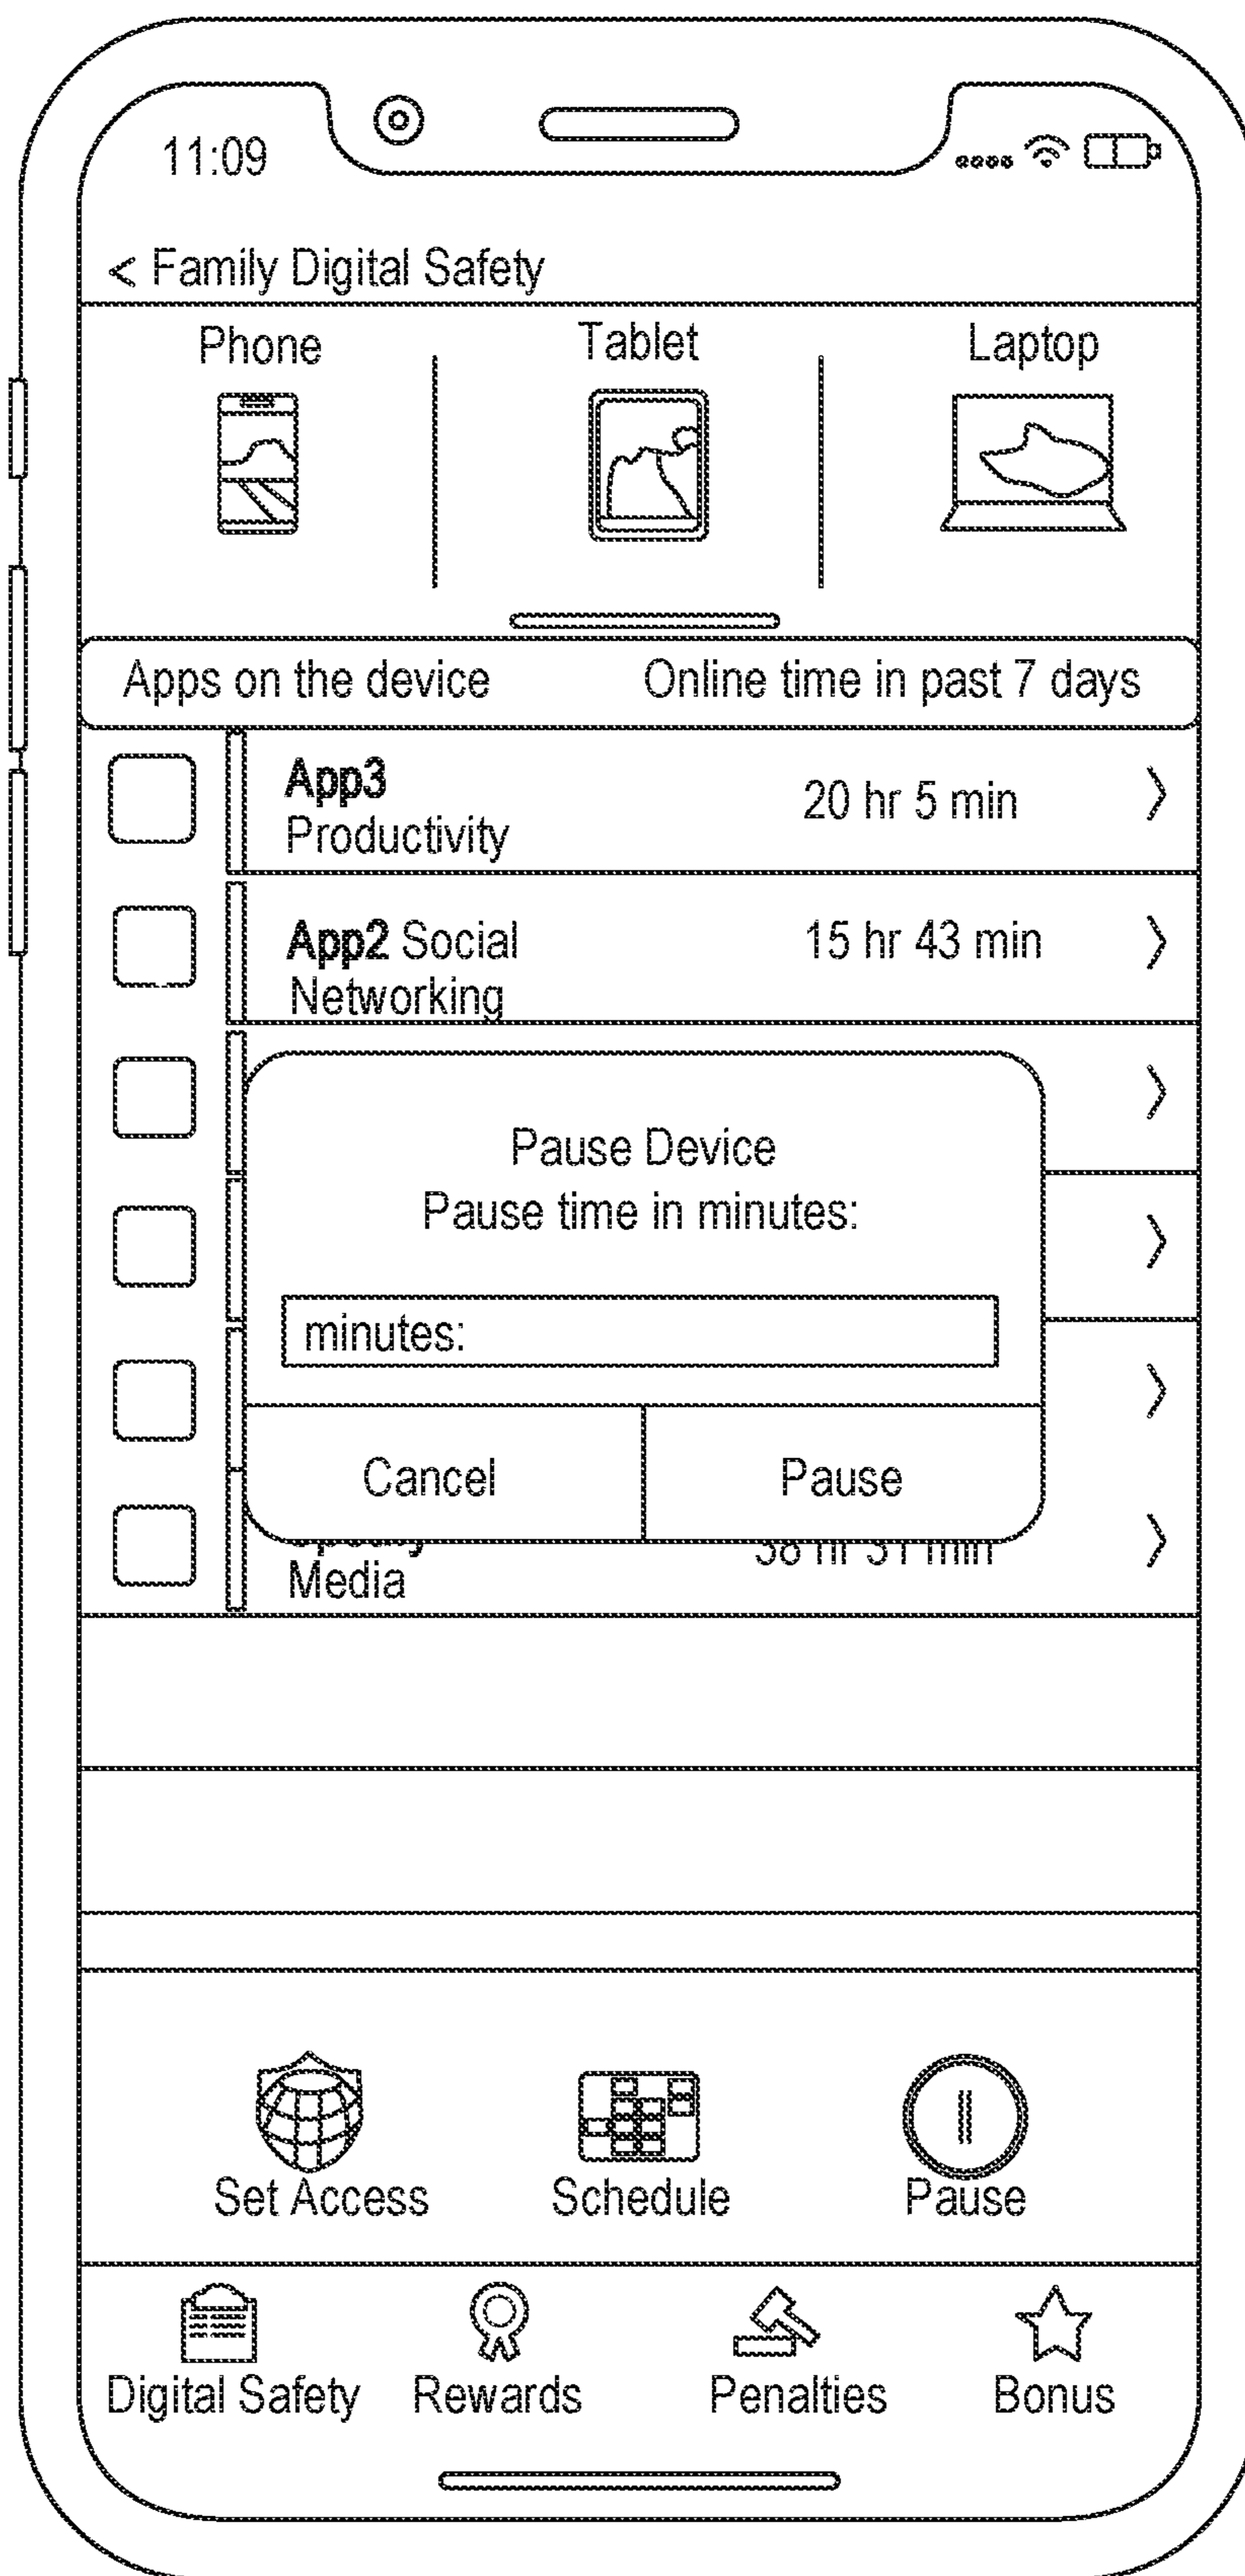 11:09
< Family Digital Safety
Phone Tablet Laptop
Apps on the device Online time in past 7 days
App3 20 hr 5 min
Productivity
App2 Social 15 hr 43 min
Networking
Pause Device
Pause time in minutes:
minutes:
Cancel Pause
Media
Set Access Schedule Pause
Digital Safety Rewards Penalties Bonus